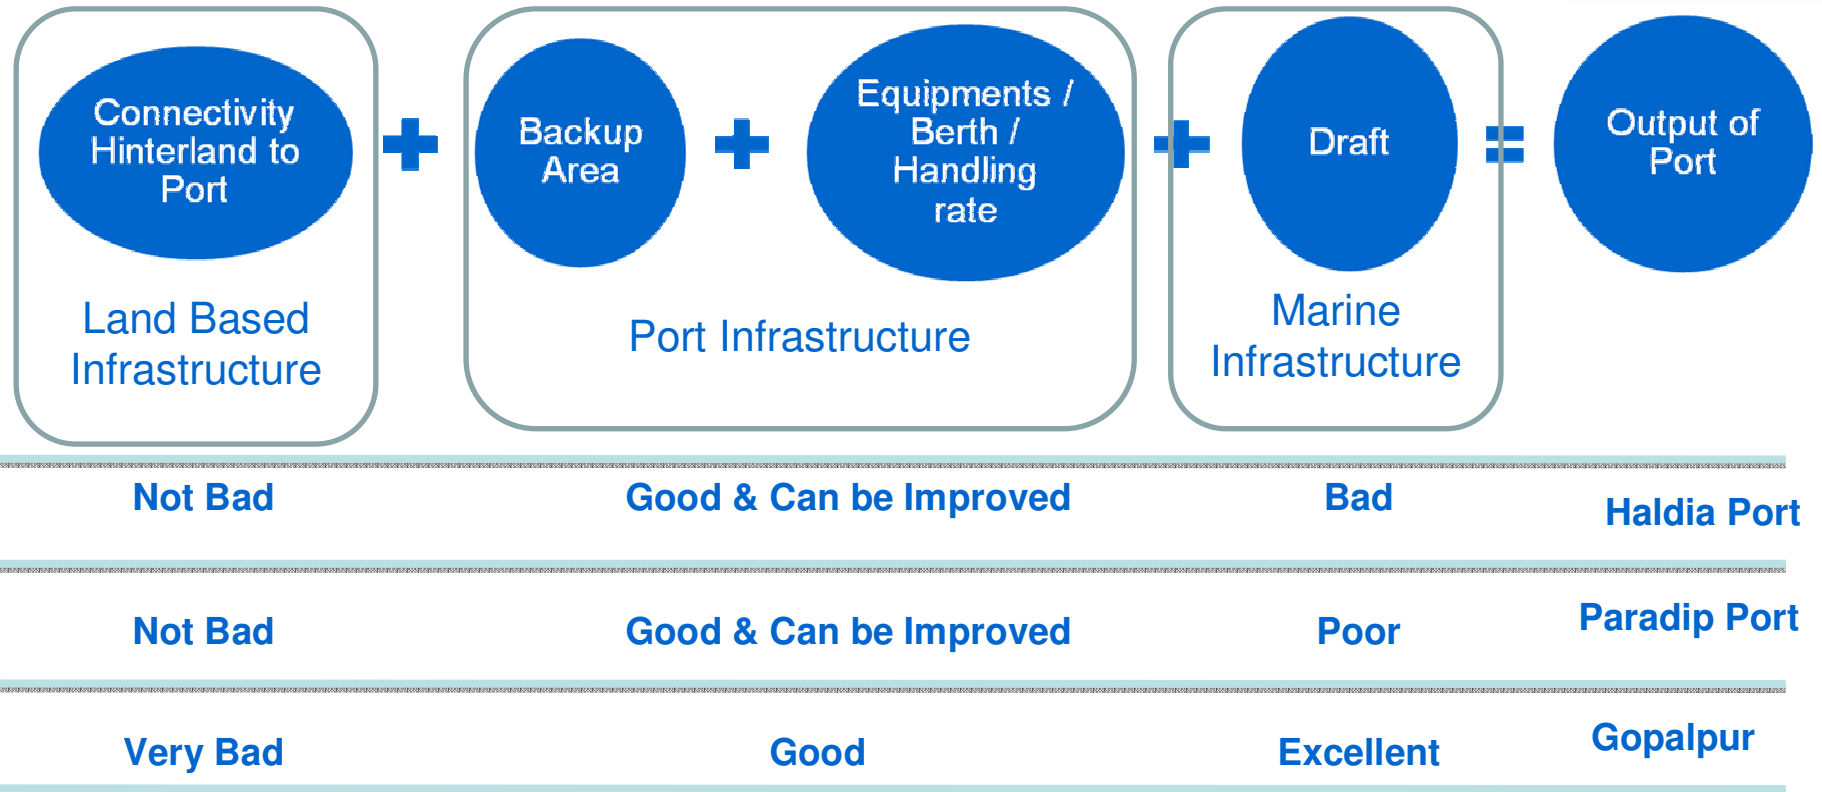 Connectivity
Hinterland to
Port
+
Backup
Area
+
Equipments /
Berth /
Handling
rate
+
Draft
=
Output of
Port
Land Based
Infrastructure
Port Infrastructure
Marine
Infrastructure
Not Bad Good & Can be Improved Bad Haldia Port
Not Bad Good & Can be Improved Poor Paradip Port
Very Bad Good Excellent Gopalpur